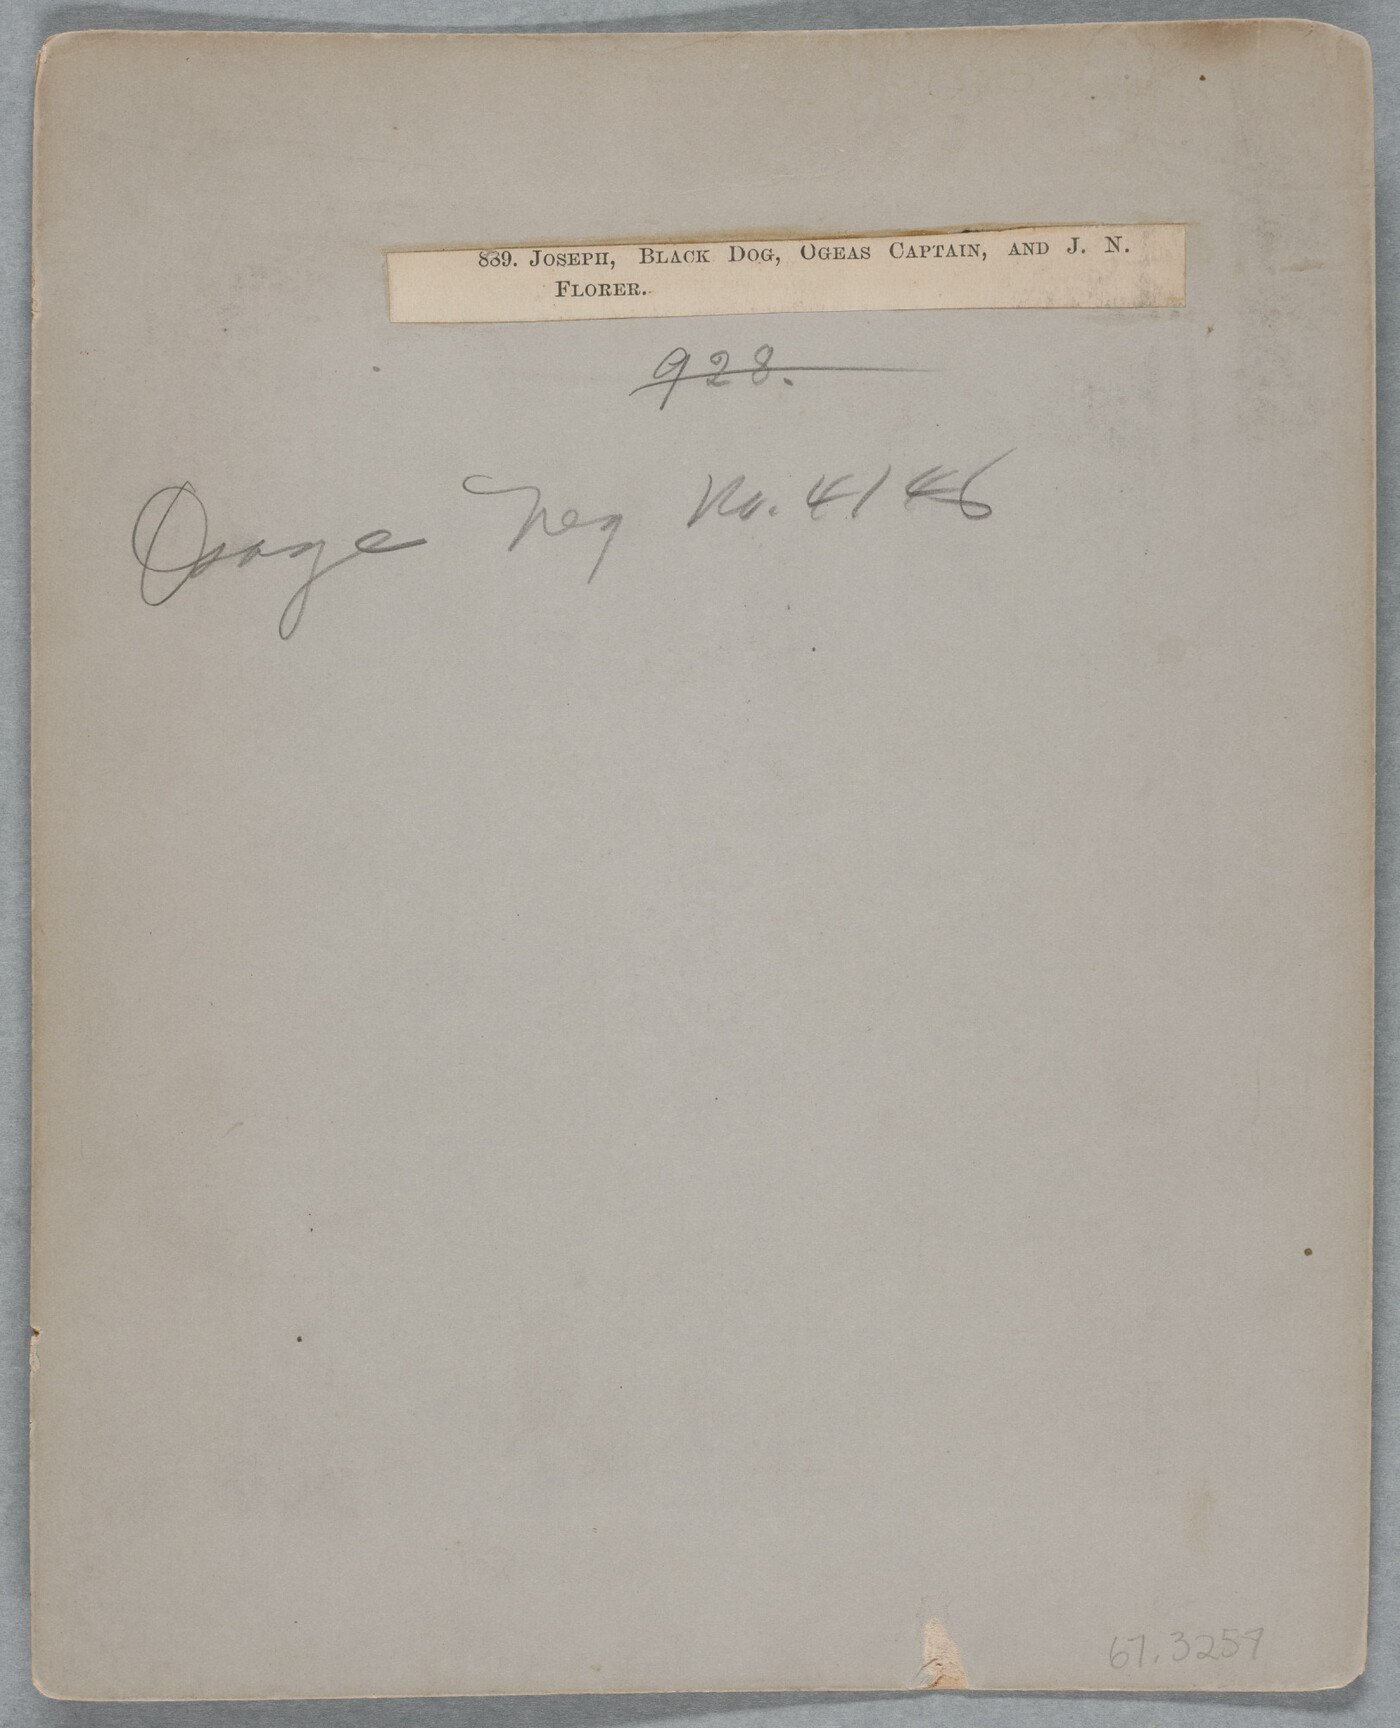 839. Joseph, Black Dog, Ogeas Captain, and J. N.
Florer.
928.
Osage Neg No. 4146
67.3257